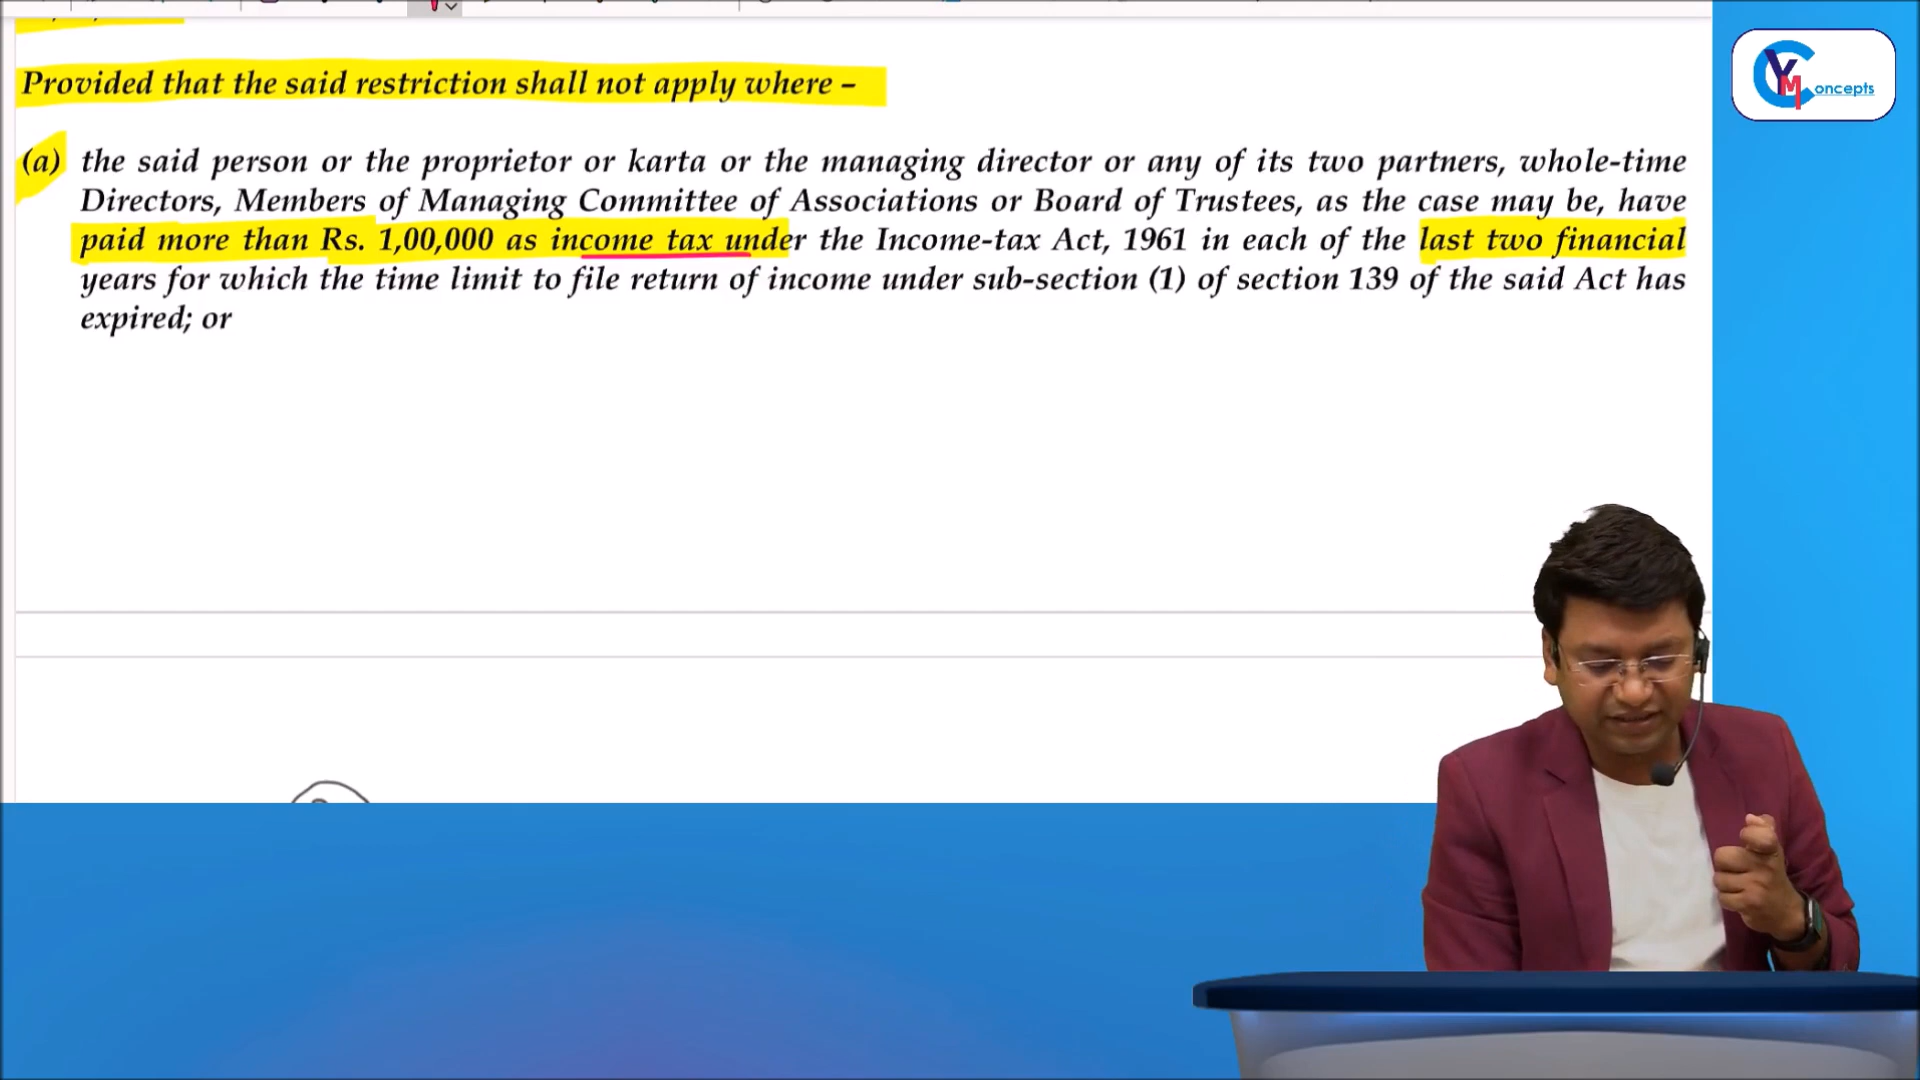 Provided that the said restriction shall not apply where –
(a) the said person or the proprietor or karta or the managing director or any of its two partners, whole-time
Directors, Members of Managing Committee of Associations or Board of Trustees, as the case may be, have
paid more than Rs. 1,00,000 as income tax under the Income-tax Act, 1961 in each of the last two financial
years for which the time limit to file return of income under sub-section (1) of section 139 of the said Act has
expired; or
YM Concepts